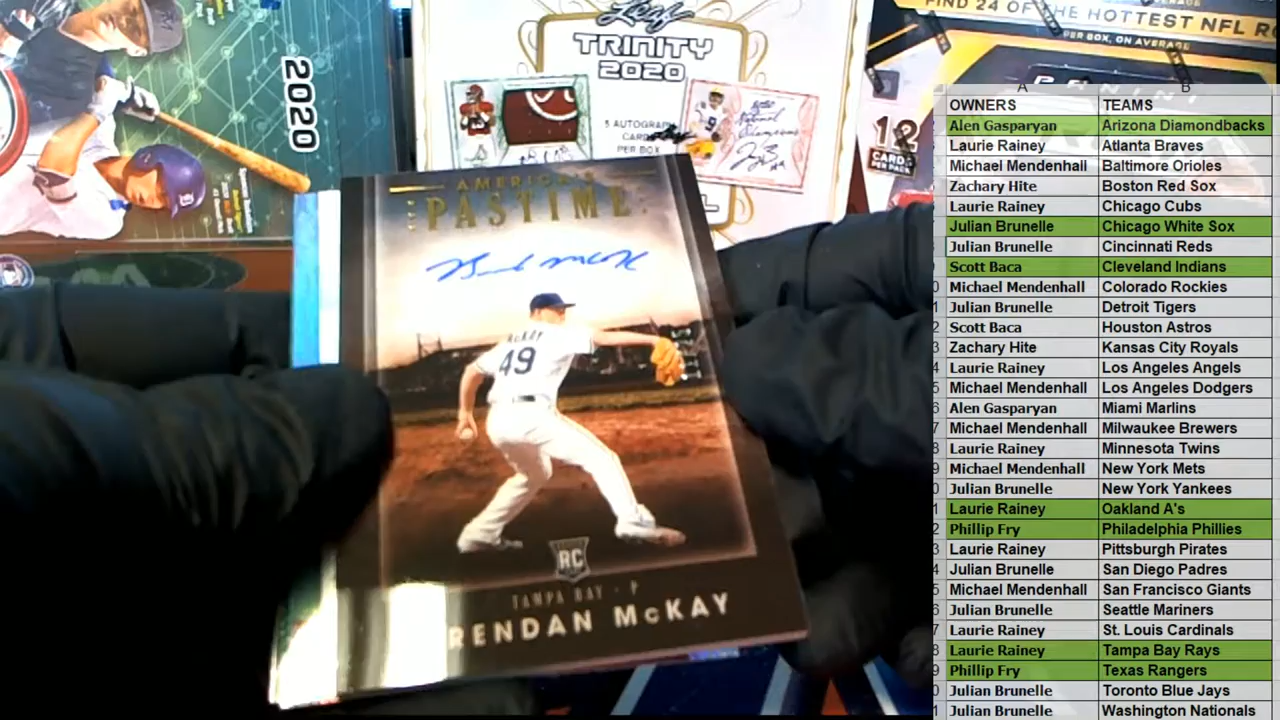 2020
Leaf
TRINITY
2020
5 AUTOGRAPH
CARDS
PER BOX
FIND 24 OF THE HOTTEST NFL
PER BOX, ON AVERAGE
12
CARDS
PER PACK
AMERICA'S
PASTIME
McKAY
49
RC
TAMPA BAY - P
RENDAN McKAY
A B
OWNERS TEAMS
Alen Gasparyan Arizona Diamondbacks
Laurie Rainey Atlanta Braves
Michael Mendenhall Baltimore Orioles
Zachary Hite Boston Red Sox
Laurie Rainey Chicago Cubs
Julian Brunelle Chicago White Sox
Julian Brunelle Cincinnati Reds
Scott Baca Cleveland Indians
Michael Mendenhall Colorado Rockies
Julian Brunelle Detroit Tigers
Scott Baca Houston Astros
Zachary Hite Kansas City Royals
Laurie Rainey Los Angeles Angels
Michael Mendenhall Los Angeles Dodgers
Alen Gasparyan Miami Marlins
Michael Mendenhall Milwaukee Brewers
Laurie Rainey Minnesota Twins
Michael Mendenhall New York Mets
Julian Brunelle New York Yankees
Laurie Rainey Oakland A's
Phillip Fry Philadelphia Phillies
Laurie Rainey Pittsburgh Pirates
Julian Brunelle San Diego Padres
Michael Mendenhall San Francisco Giants
Julian Brunelle Seattle Mariners
Laurie Rainey St. Louis Cardinals
Laurie Rainey Tampa Bay Rays
Phillip Fry Texas Rangers
Julian Brunelle Toronto Blue Jays
Julian Brunelle Washington Nationals